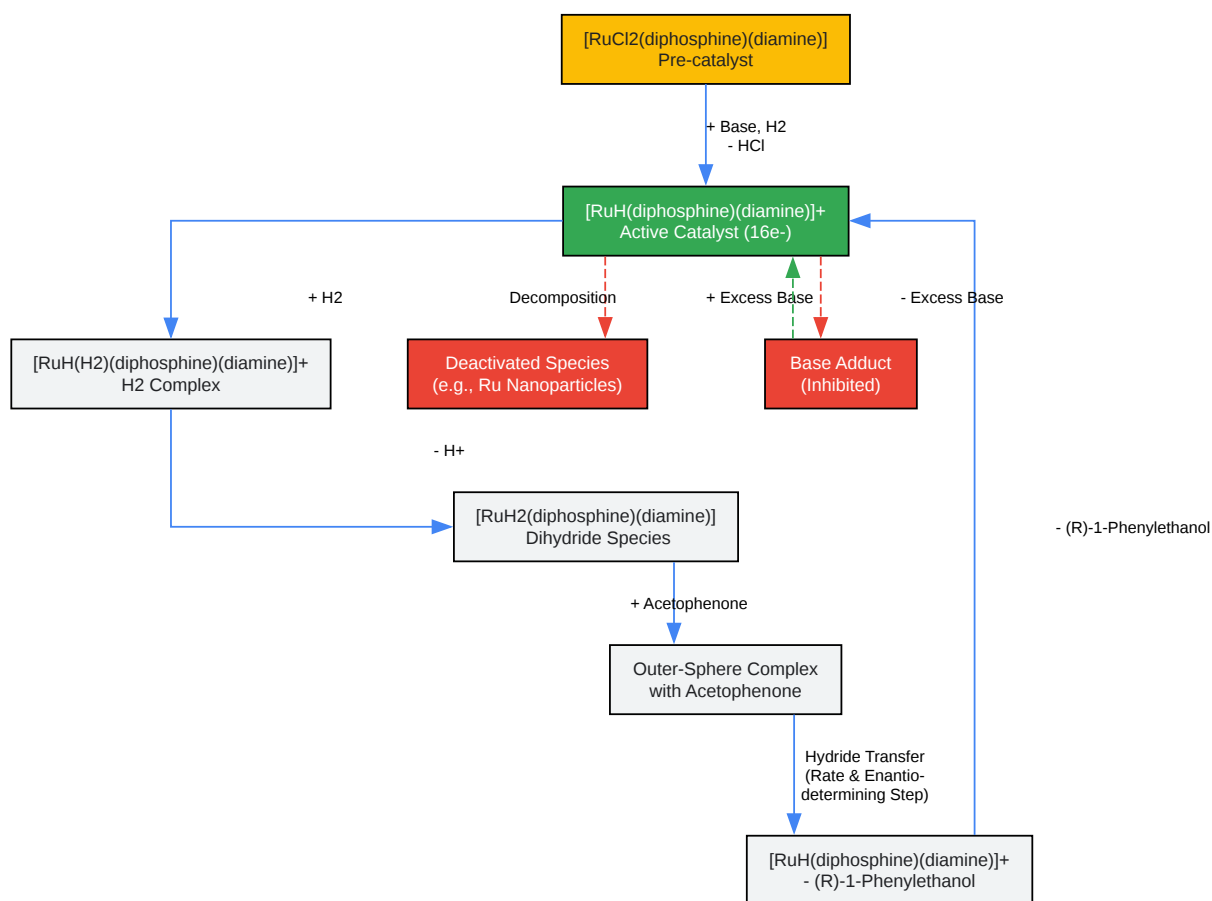 [RuCl2(diphosphine)(diamine)]
Pre-catalyst
+ Base, H2
- HCl
[RuH(diphosphine)(diamine)]+
Active Catalyst (16e-)
+ H2
Decomposition
+ Excess Base
- Excess Base
[RuH(H2)(diphosphine)(diamine)]+
H2 Complex
Deactivated Species
(e.g., Ru Nanoparticles)
Base Adduct
(Inhibited)
- H+
[RuH2(diphosphine)(diamine)]
Dihydride Species
- (R)-1-Phenylethanol
+ Acetophenone
Outer-Sphere Complex
with Acetophenone
Hydride Transfer
(Rate & Enantio-
determining Step)
[RuH(diphosphine)(diamine)]+
- (R)-1-Phenylethanol